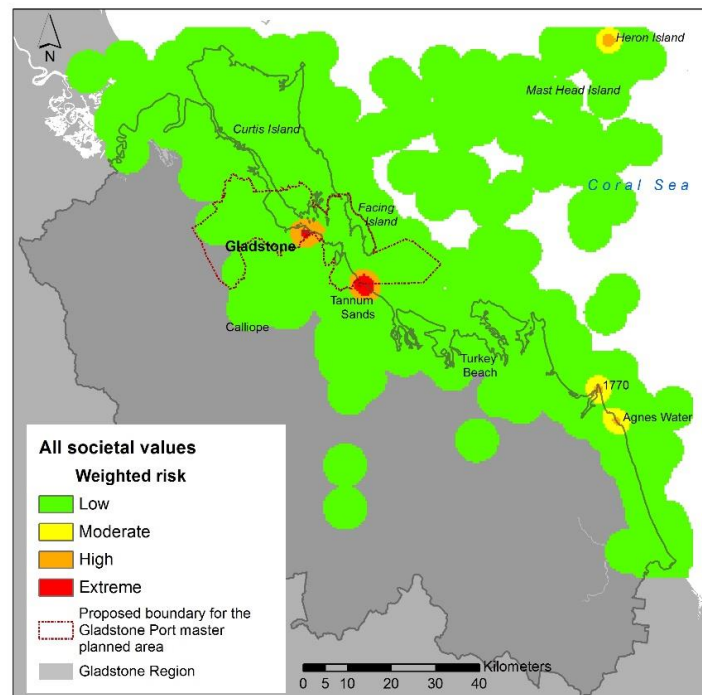 N
Heron Island
Mast Head Island
Curtis Island
Coral Sea
Facing
Island
Gladstone
Tannum
Sands
Calliope
Turkey
Beach
1770
Agnes Water
All societal values
Weighted risk
Low
Moderate
High
Extreme
Proposed boundary for the
Gladstone Port master
planned area
Gladstone Region
Kilometers
0 5 10 20 30 40